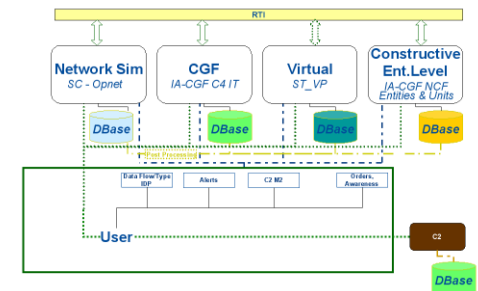 RTI
Network Sim
SC - Opnet
CGF
IA-CGF C4 IT
Virtual
ST_VP
Constructive
Ent.Level
IA-CGF NCF
Entities & Units
DBase
DBase
DBase
DBase
Post Processing
Data Flow/Type
IDP
Alerts
C2 M2
Orders,
Awareness
User
C2
DBase